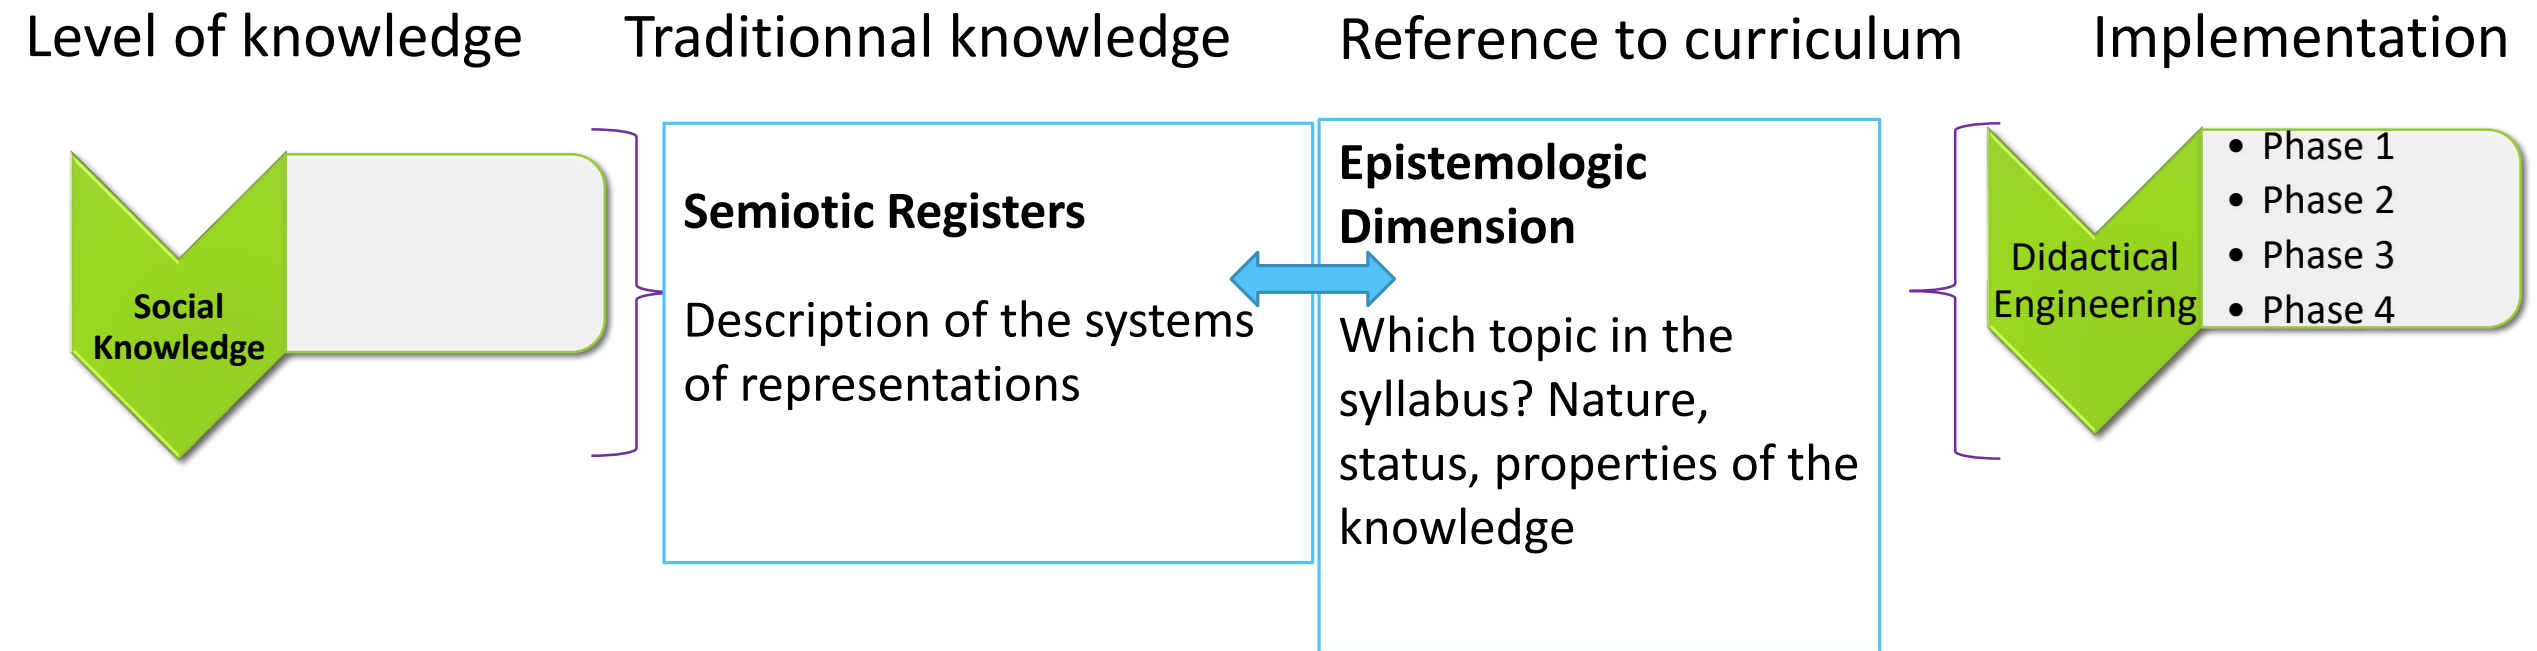 Level of knowledge
Traditionnal knowledge
Reference to curriculum
Implementation
Social
Knowledge
Semiotic Registers
Description of the systems
of representations
Epistemologic
Dimension
Which topic in the
syllabus? Nature,
status, properties of the
knowledge
Didactical
Engineering
• Phase 1
• Phase 2
• Phase 3
• Phase 4